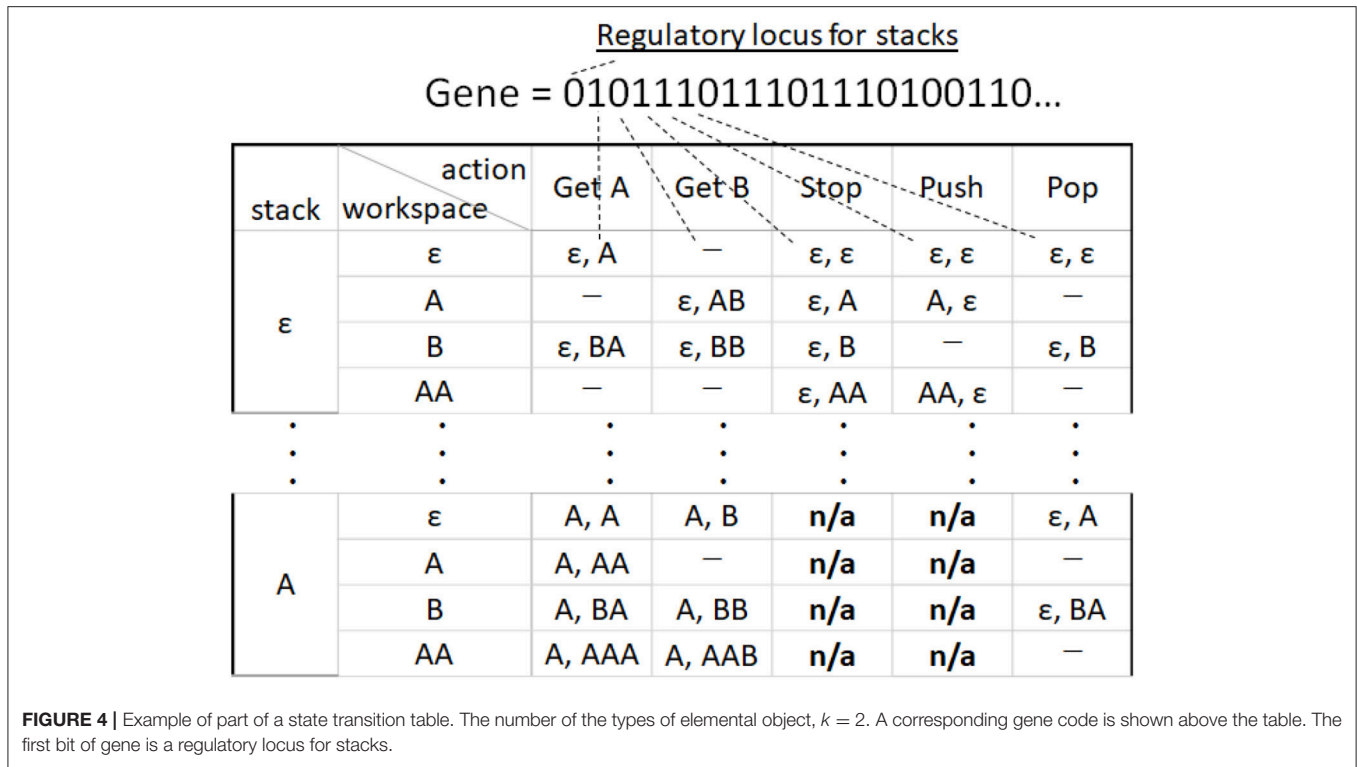 Regulatory locus for stacks
Gene = 0101110111011110100110...
stack workspace action Get A Get B Stop Push Pop
ε ε ε, A – ε, ε ε, ε ε, ε
A – ε, AB ε, A A, ε –
B ε, BA ε, BB ε, B – ε, B
AA – – ε, AA AA, ε –
A ε A, A A, B n/a n/a ε, A
A A, AA – n/a n/a –
B A, BA A, BB n/a n/a ε, BA
AA A, AAA A, AAB n/a n/a –
FIGURE 4 | Example of part of a state transition table. The number of the types of elemental object, k = 2. A corresponding gene code is shown above the table. The
first bit of gene is a regulatory locus for stacks.